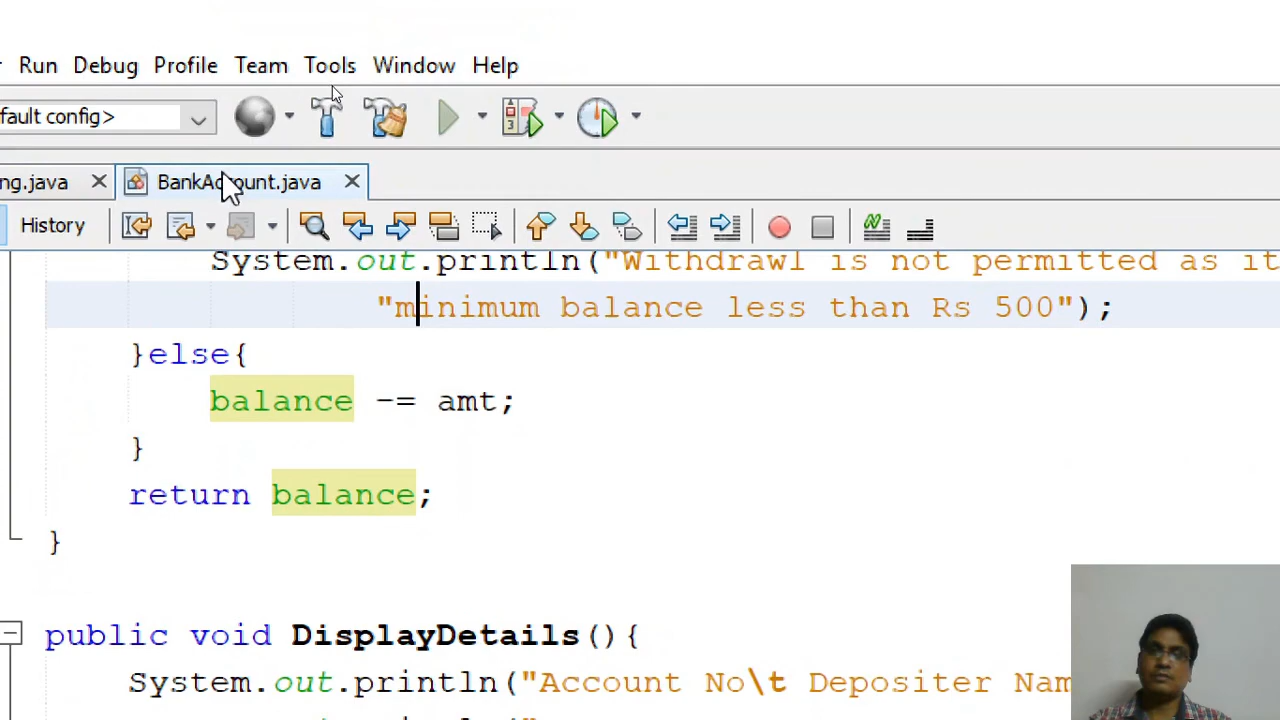 Run Debug Profile Team Tools Window Help
fault config>
ng.java BankAccount.java
History
System.out.println("Withdrawl is not permitted as it
"minimum balance less than Rs 500");
}else{
balance -= amt;
}
return balance;
}
public void DisplayDetails(){
System.out.println("Account No\t Depositer Nam